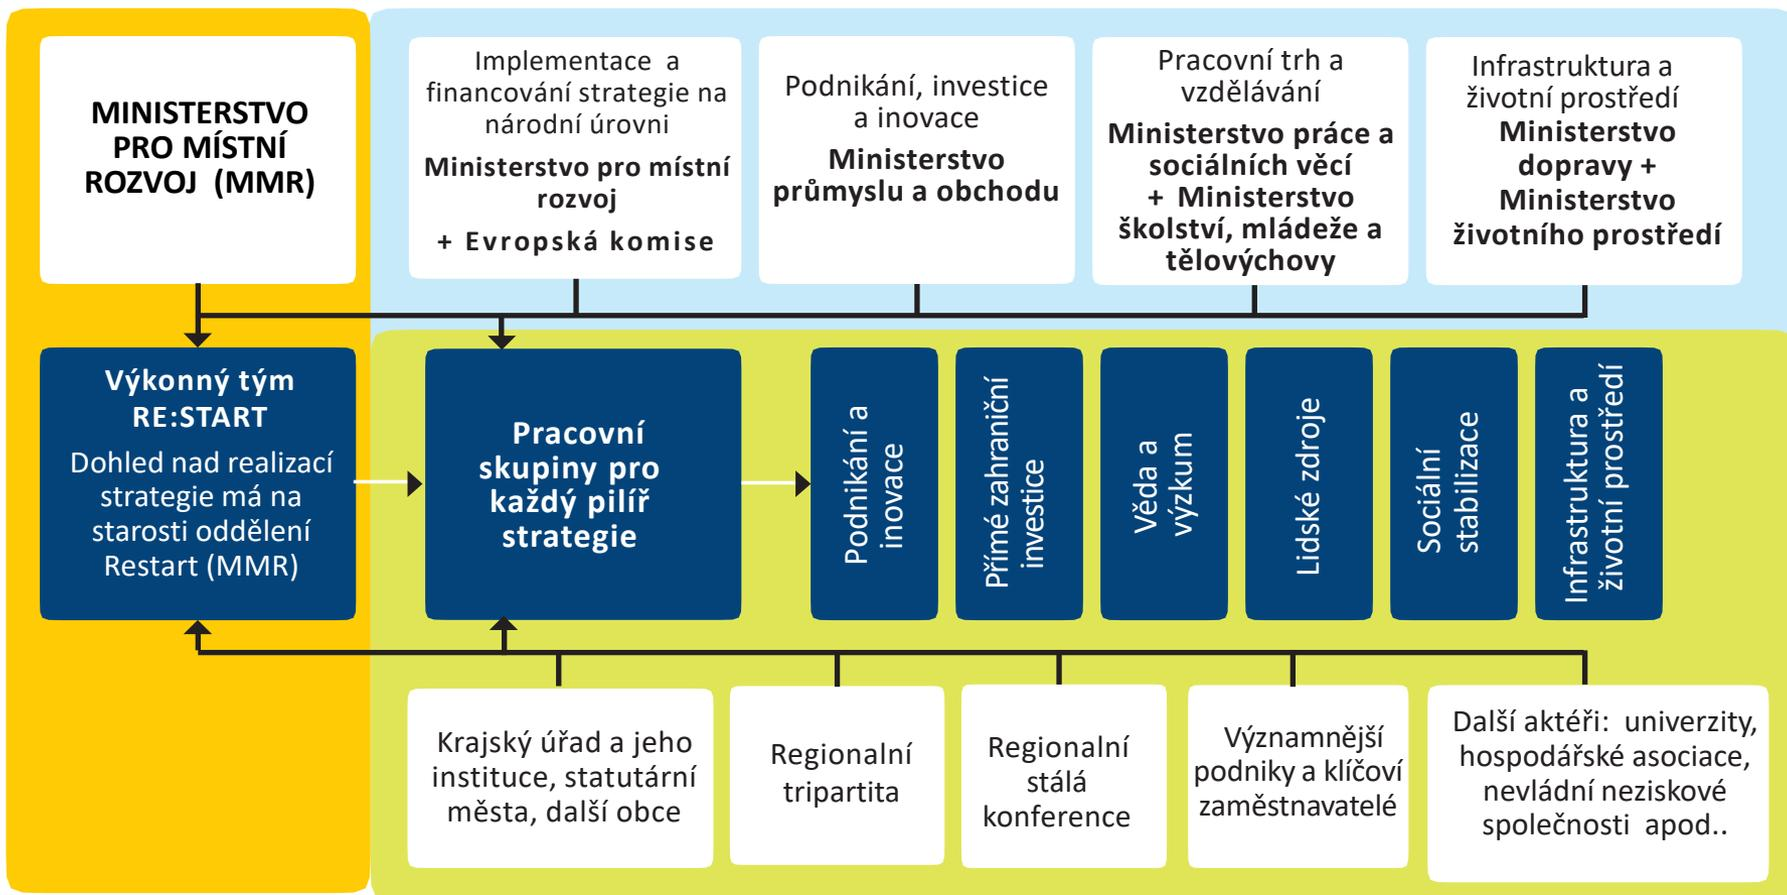 MINISTERSTVO
PRO MÍSTNÍ
ROZVOJ (MMR)
Implementace a
financování strategie na
národní úrovni
Ministerstvo pro místní
rozvoj
+ Evropská komise
Podnikání, investice
a inovace
Ministerstvo
průmyslu a obchodu
Pracovní trh a
vzdělávání
Ministerstvo práce a
sociálních věcí
+ Ministerstvo
školství, mládeže a
tělovýchovy
Infrastruktura a
životní prostředí
Ministerstvo
dopravy +
Ministerstvo
životního prostředí
Výkonný tým
RE:START
Dohled nad realizací
strategie má na
starosti oddělení
Restart (MMR)
Pracovní
skupiny pro
každý pilíř
strategie
Podnikání a
inovace
Přímé zahraniční
investice
Věda a
výzkum
Lidské zdroje
Sociální
stabilizace
Infrastruktura a
životní prostředí
Krajský úřad a jeho
instituce, statutární
města, další obce
Regionalní
tripartita
Regionalní
stálá
konference
Významnější
podniky a klíčoví
zaměstnavatelé
Další aktéři: univerzity,
hospodářské asociace,
nevládní neziskové
společnosti apod..